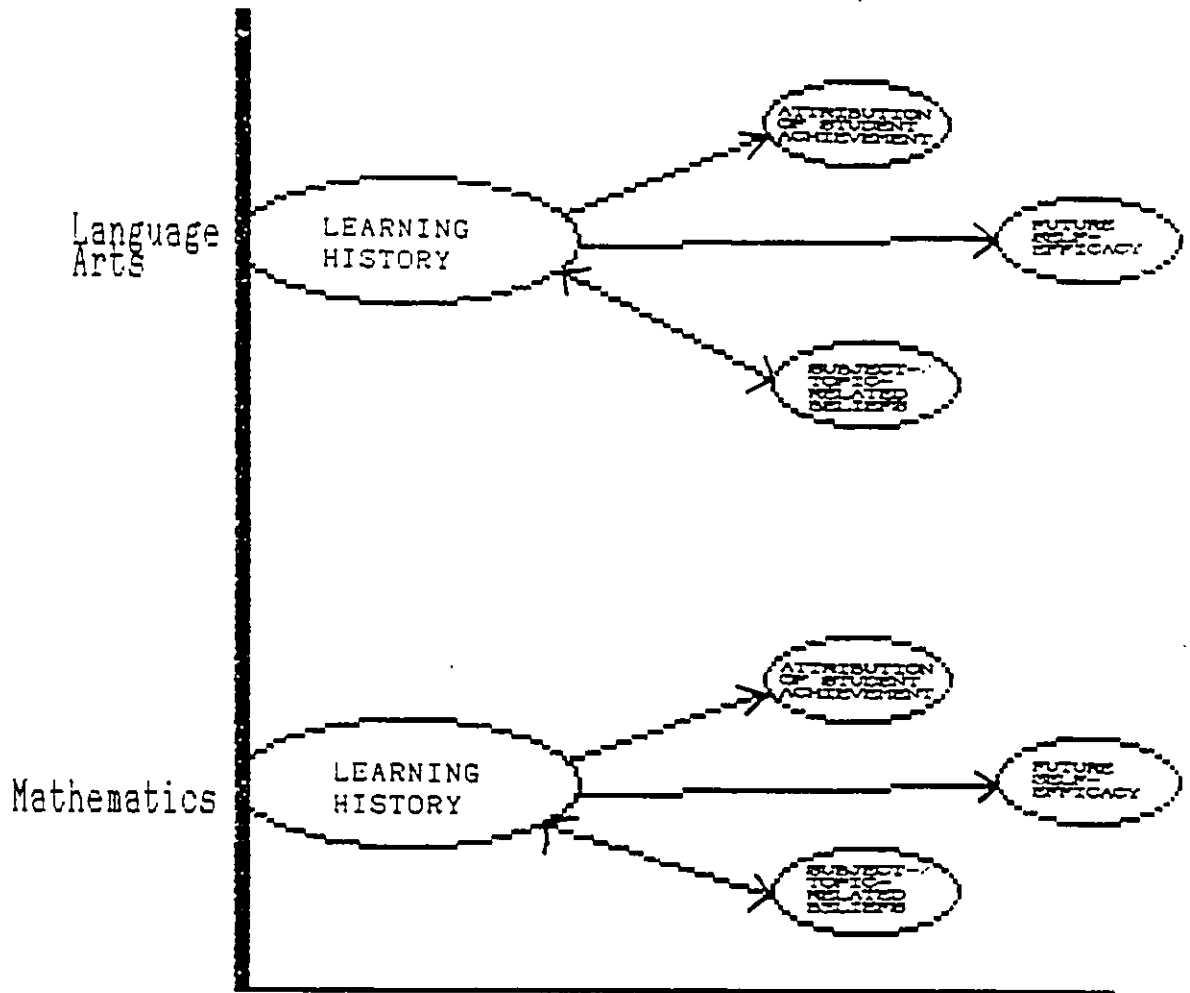 ATTRIBUTION
OF STUDENT
ACHIEVEMENT
Language
Arts
LEARNING
HISTORY
FUTURE
SELF-
EFFICACY
SUBJECT-
TOPIC-
RELATED
BELIEFS
ATTRIBUTION
OF STUDENT
ACHIEVEMENT
Mathematics
LEARNING
HISTORY
FUTURE
SELF-
EFFICACY
SUBJECT-
TOPIC-
RELATED
BELIEFS